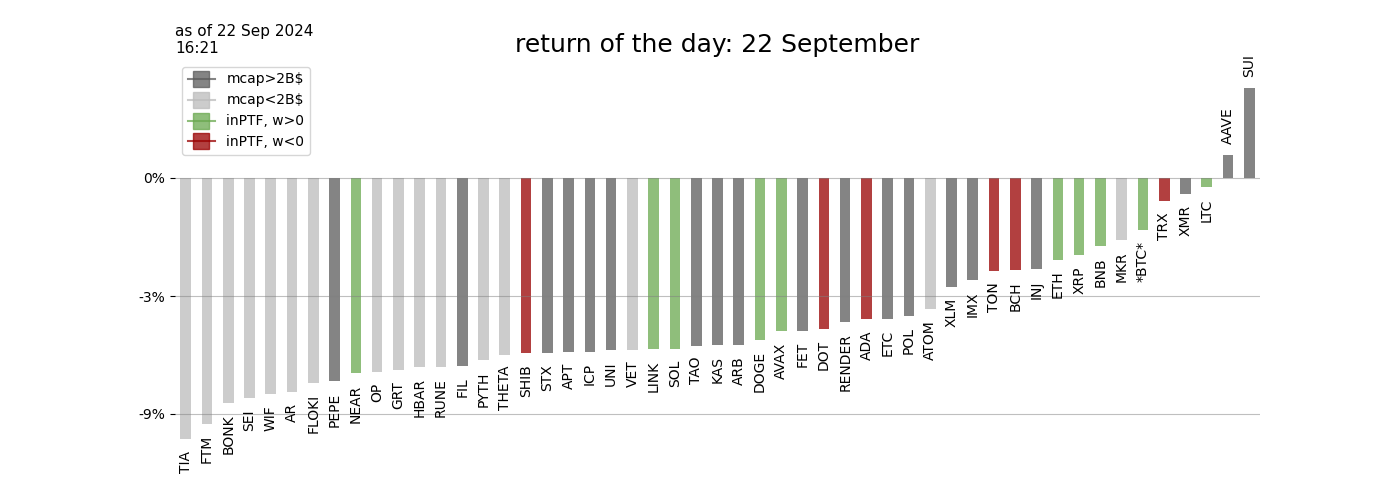 as of 22 Sep 2024
16:21
return of the day: 22 September
mcap>2B$
mcap<2B$
inPTF, w>0
inPTF, w<0
0%
-3%
-9%
TIA
FTM
BONK
SEI
WIF
AR
FLOKI
PEPE
NEAR
OP
GRT
HBAR
RUNE
FIL
PYTH
THETA
SHIB
STX
APT
ICP
UNI
VET
LINK
SOL
TAO
KAS
ARB
DOGE
AVAX
FET
DOT
RENDER
ADA
ETC
POL
ATOM
XLM
IMX
TON
BCH
INJ
ETH
XRP
BNB
MKR
*BTC*
TRX
XMR
LTC
AAVE
SUI